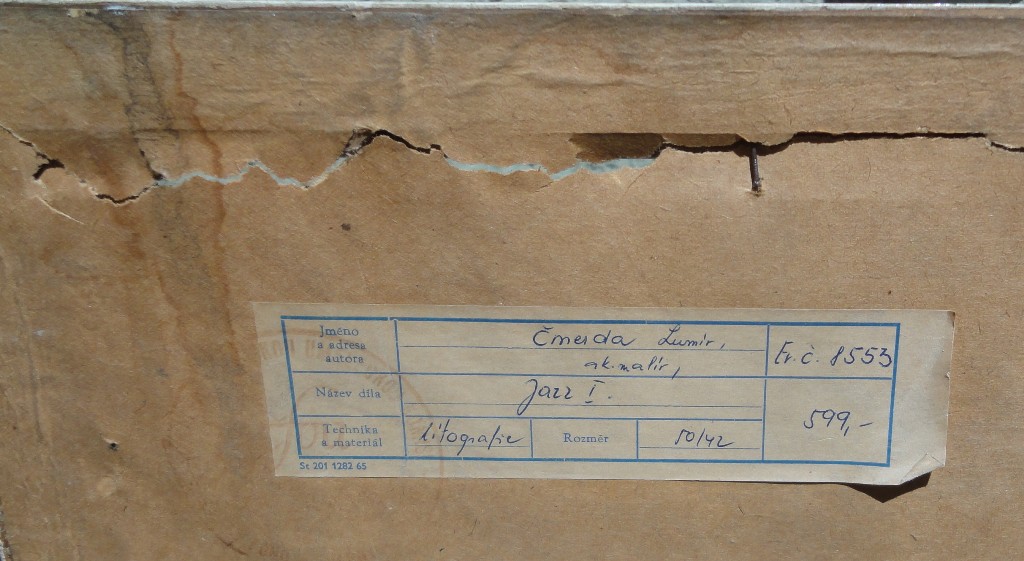 Jméno
a adresa
autora
Čmerda Lumír,
ak. malíř,
Ev. č. 8553
Název díla
Jazz I.
599,-
Technika
a materiál
litografie
Rozměr
50/42
St 201 1282 65